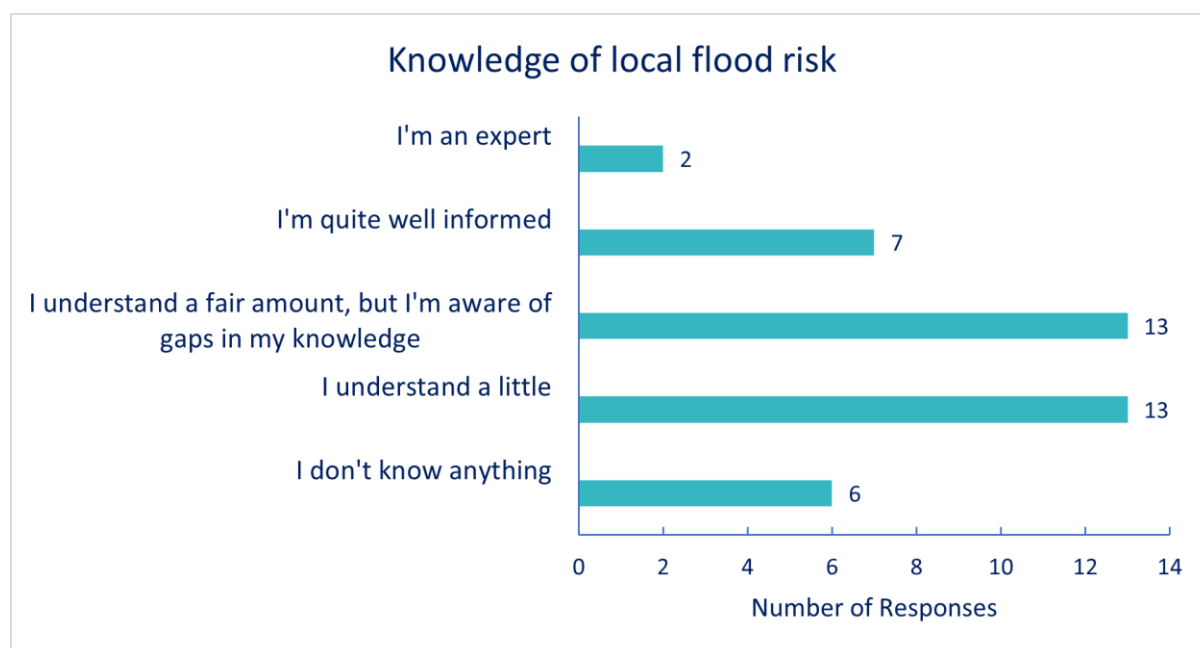 Knowledge of local flood risk
I'm an expert
2
I'm quite well informed
7
I understand a fair amount, but I'm aware of
gaps in my knowledge
13
I understand a little
13
I don't know anything
6
0 2 4 6 8 10 12 14
Number of Responses